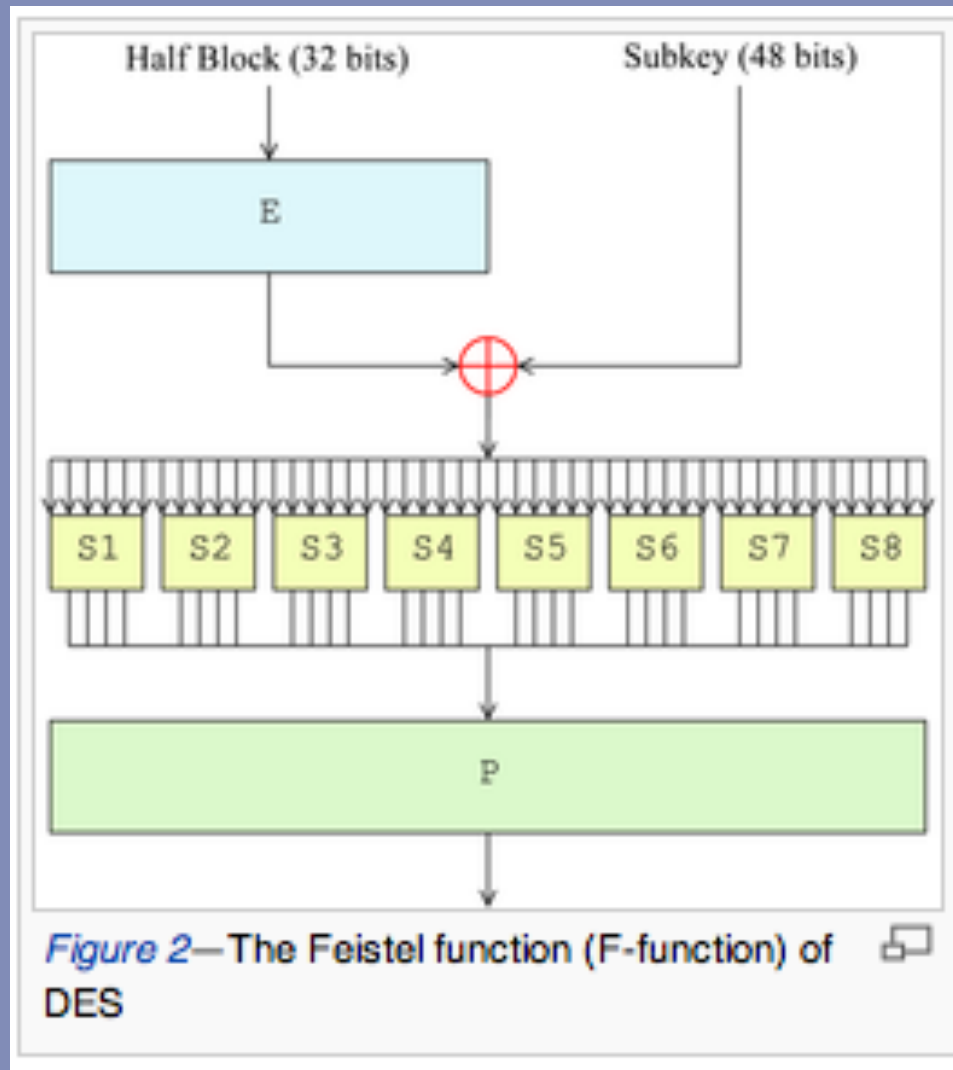 Half Block (32 bits) Subkey (48 bits)
E
S1 S2 S3 S4 S5 S6 S7 S8
P
Figure 2—The Feistel function (F-function) of
DES